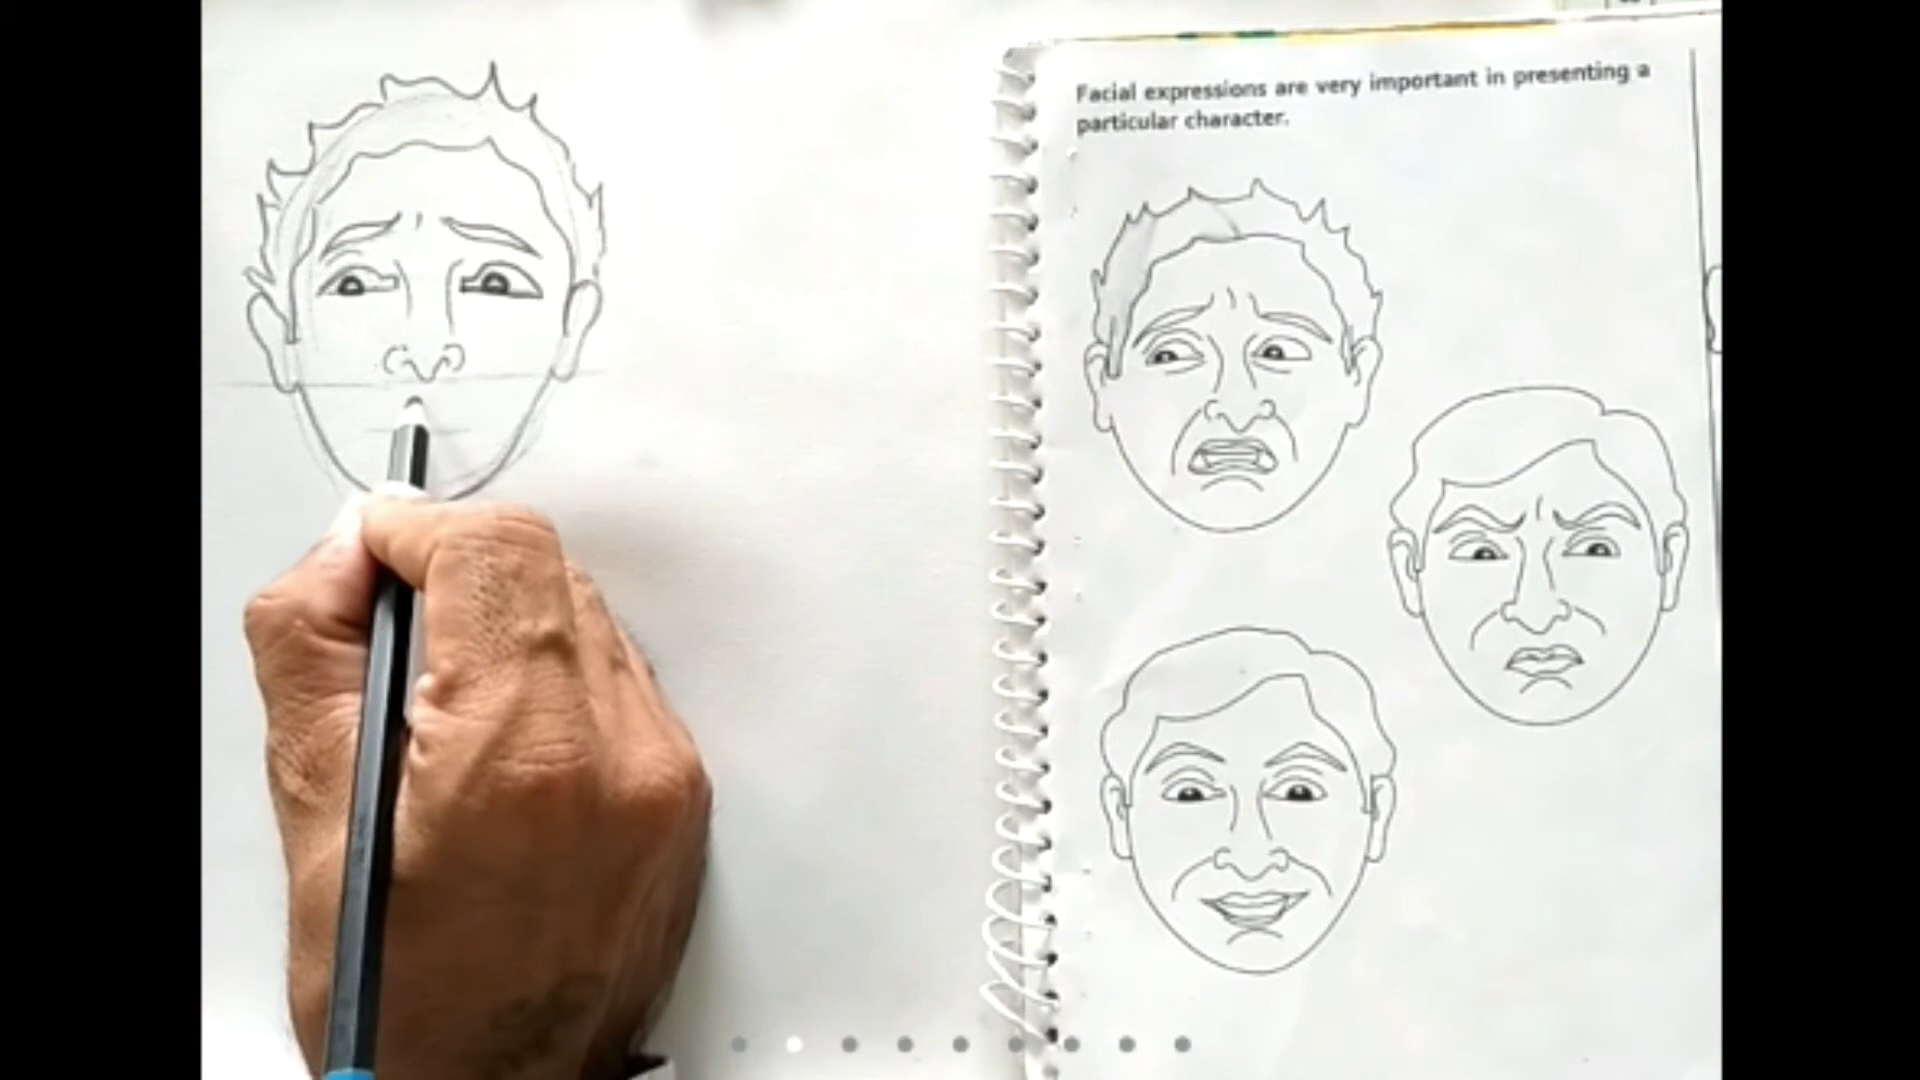 Facial expressions are very important in presenting a
particular character.